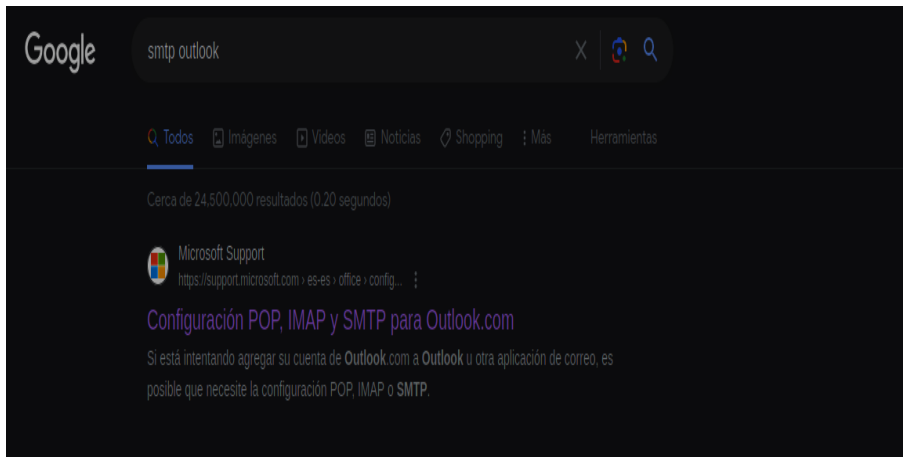 Google
smtp outlook
Todos Imágenes Videos Noticias Shopping Más Herramientas
Cerca de 24.500.000 resultados (0.20 segundos)
Microsoft Support
https://support.microsoft.com › es-es › office › config...
Configuración POP, IMAP y SMTP para Outlook.com
Si está intentando agregar su cuenta de Outlook.com a Outlook u otra aplicación de correo, es
posible que necesite la configuración POP, IMAP o SMTP.